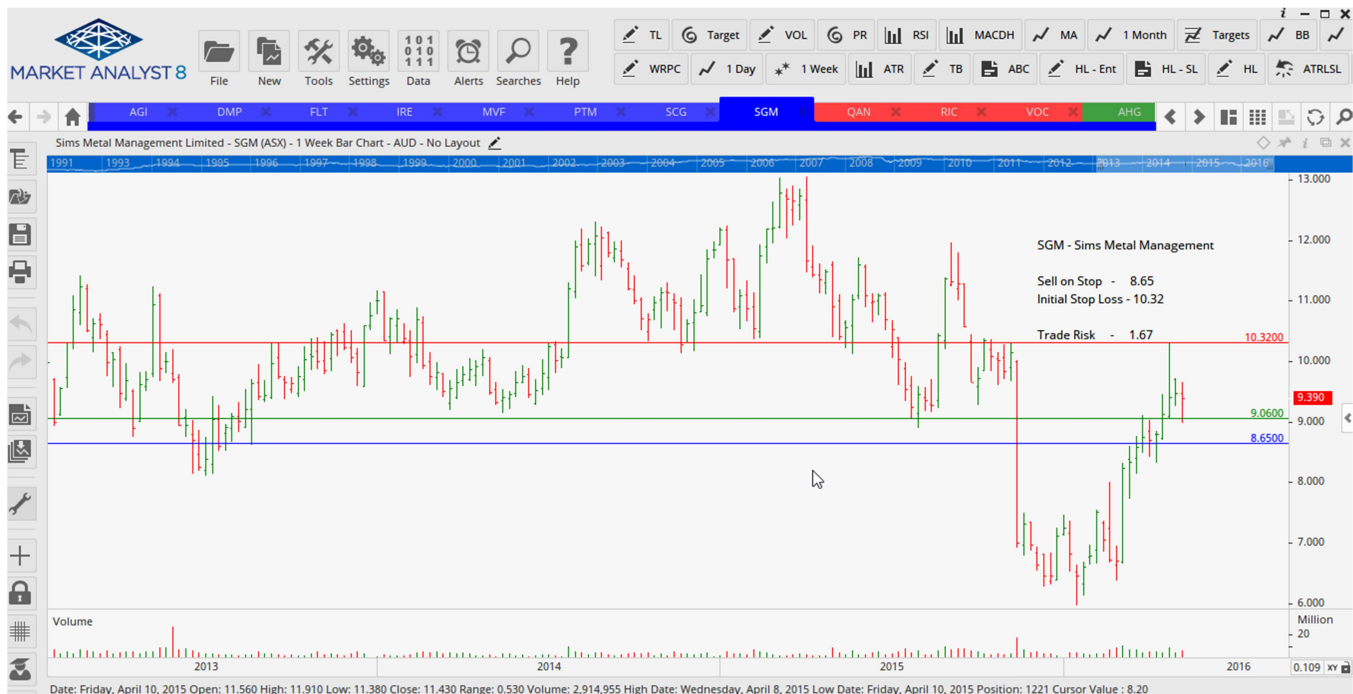 i
MARKET ANALYST 8
File New Tools Settings Data Alerts Searches Help
101
010
111
TL Target VOL PR RSI MACDH MA 1 Month Targets BB
WRPC 1 Day 1 Week ATR TB ABC HL - Ent HL - SL HL ATRLSL
AGI DMP FLT IRE MVF PTM SCG SGM QAN RIC VOC AHG
Sims Metal Management Limited - SGM (ASX) - 1 Week Bar Chart - AUD - No Layout
1991 1993 1994 1995 1996 1997 1998 1999 2000 2001 2002 2003 2004 2005 2006 2007 2008 2009 2010 2011 2012 2013 2014 2015 2016
13.000
12.000
SGM - Sims Metal Management
Sell on Stop - 8.65
Initial Stop Loss - 10.32
11.000
Trade Risk - 1.67
10.3200
10.000
9.390
9.0600
9.000
8.6500
8.000
7.000
6.000
Volume
Million
20
2013 2014 2015 2016
0.109 XY
Date: Friday, April 10, 2015 Open: 11.560 High: 11.910 Low: 11.380 Close: 11.430 Range: 0.530 Volume: 2,914,955 High Date: Wednesday, April 8, 2015 Low Date: Friday, April 10, 2015 Position: 1221 Cursor Value : 8.20